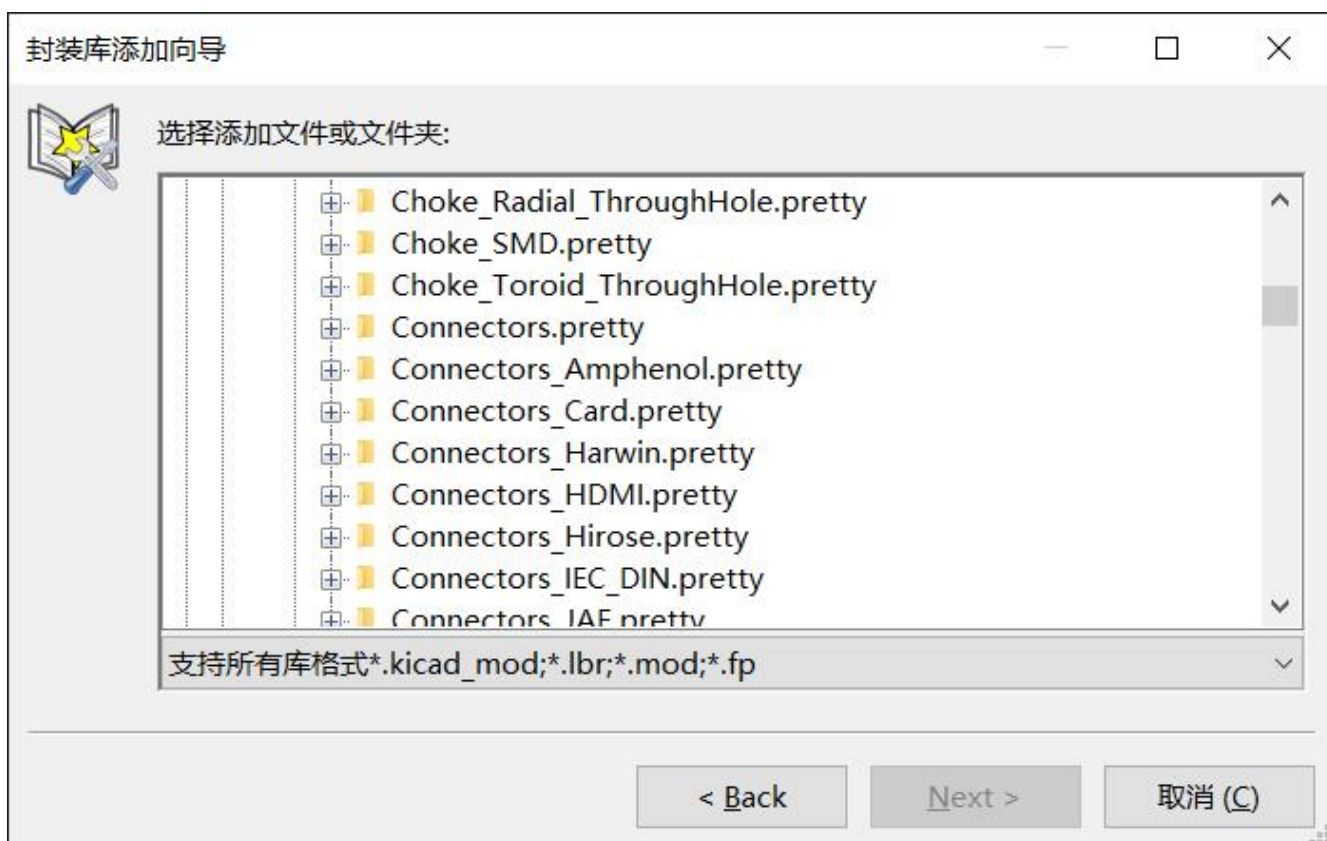 封装库添加向导
选择添加文件或文件夹:
Choke_Radial_ThroughHole.pretty
Choke_SMD.pretty
Choke_Toroid_ThroughHole.pretty
Connectors.pretty
Connectors_Amphenol.pretty
Connectors_Card.pretty
Connectors_Harwin.pretty
Connectors_HDMI.pretty
Connectors_Hirose.pretty
Connectors_IEC_DIN.pretty
Connectors_JAE.pretty
支持所有库格式*.kicad_mod;*.lbr;*.mod;*.fp
< Back Next > 取消 (C)